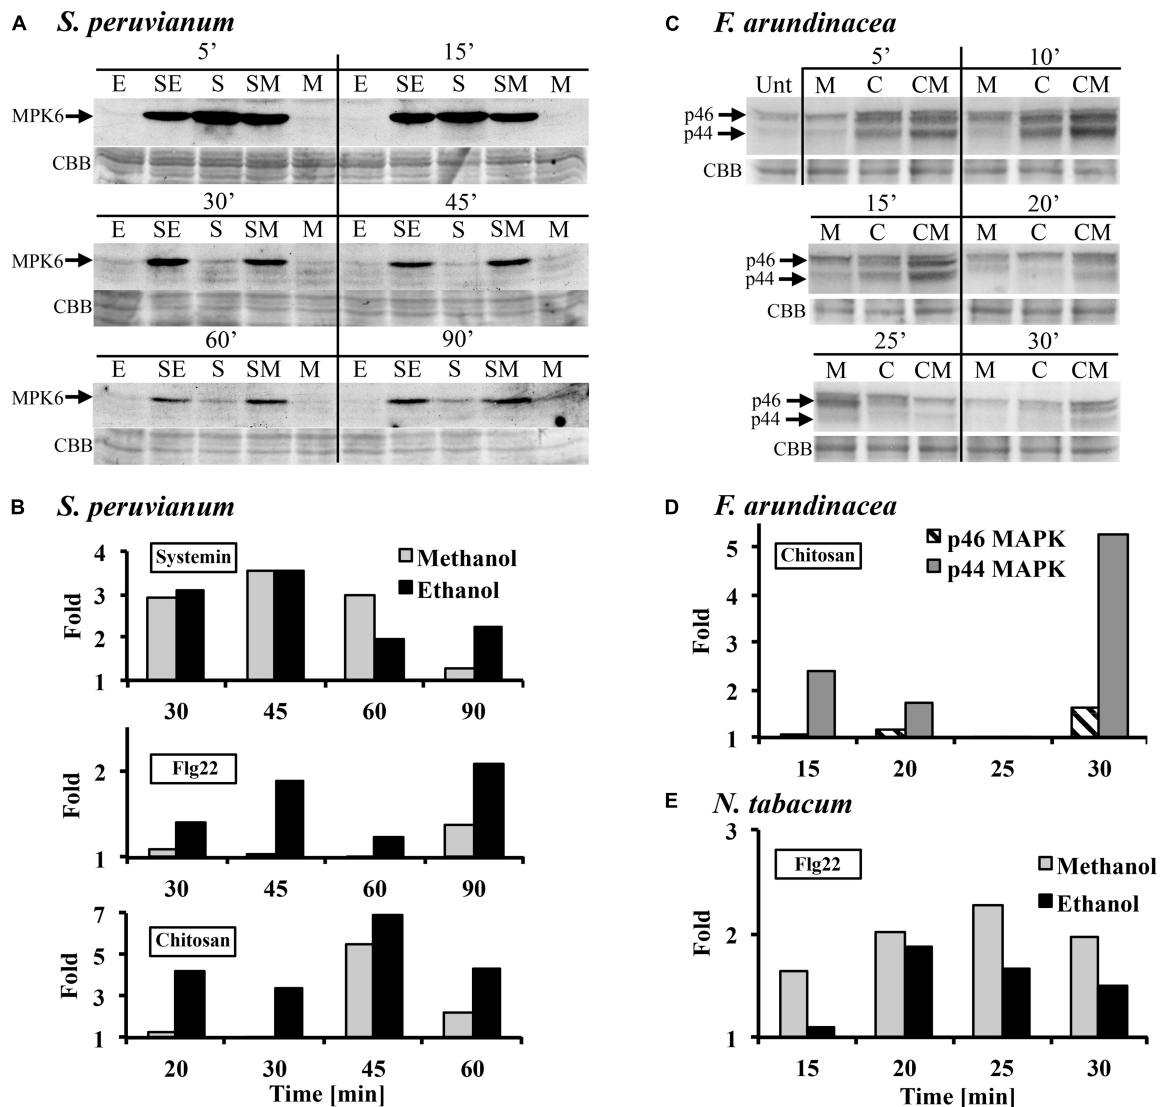 A S. peruvianum
5’ 15’
E SE S SM M E SE S SM M
MPK6
CBB
30’ 45’
E SE S SM M E SE S SM M
MPK6
CBB
60’ 90’
E SE S SM M E SE S SM M
MPK6
CBB
C F. arundinacea
5’ 10’
Unt M C CM M C CM
p46
p44
CBB
15’ 20’
M C CM M C CM
p46
p44
CBB
25’ 30’
M C CM M C CM
p46
p44
CBB
B S. peruvianum
Systemin
Methanol
Ethanol
Fold
4
3
2
1
30 45 60 90
Flg22
Fold
2
1
30 45 60 90
Chitosan
Fold
7
5
3
1
20 30 45 60
Time [min]
D F. arundinacea
Chitosan
p46 MAPK
p44 MAPK
Fold
5
4
3
2
1
15 20 25 30
E N. tabacum
Flg22
Methanol
Ethanol
Fold
3
2
1
15 20 25 30
Time [min]